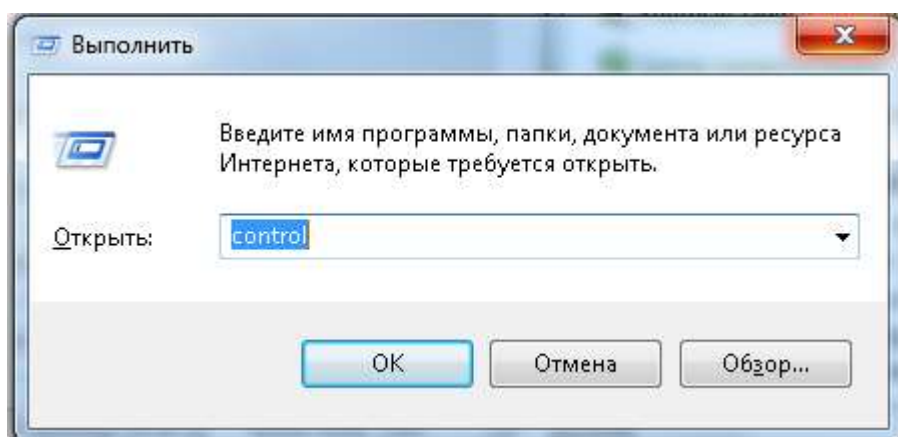 Выполнить
Введите имя программы, папки, документа или ресурса
Интернета, которые требуется открыть.
Открыть: control
OK Отмена Обзор...